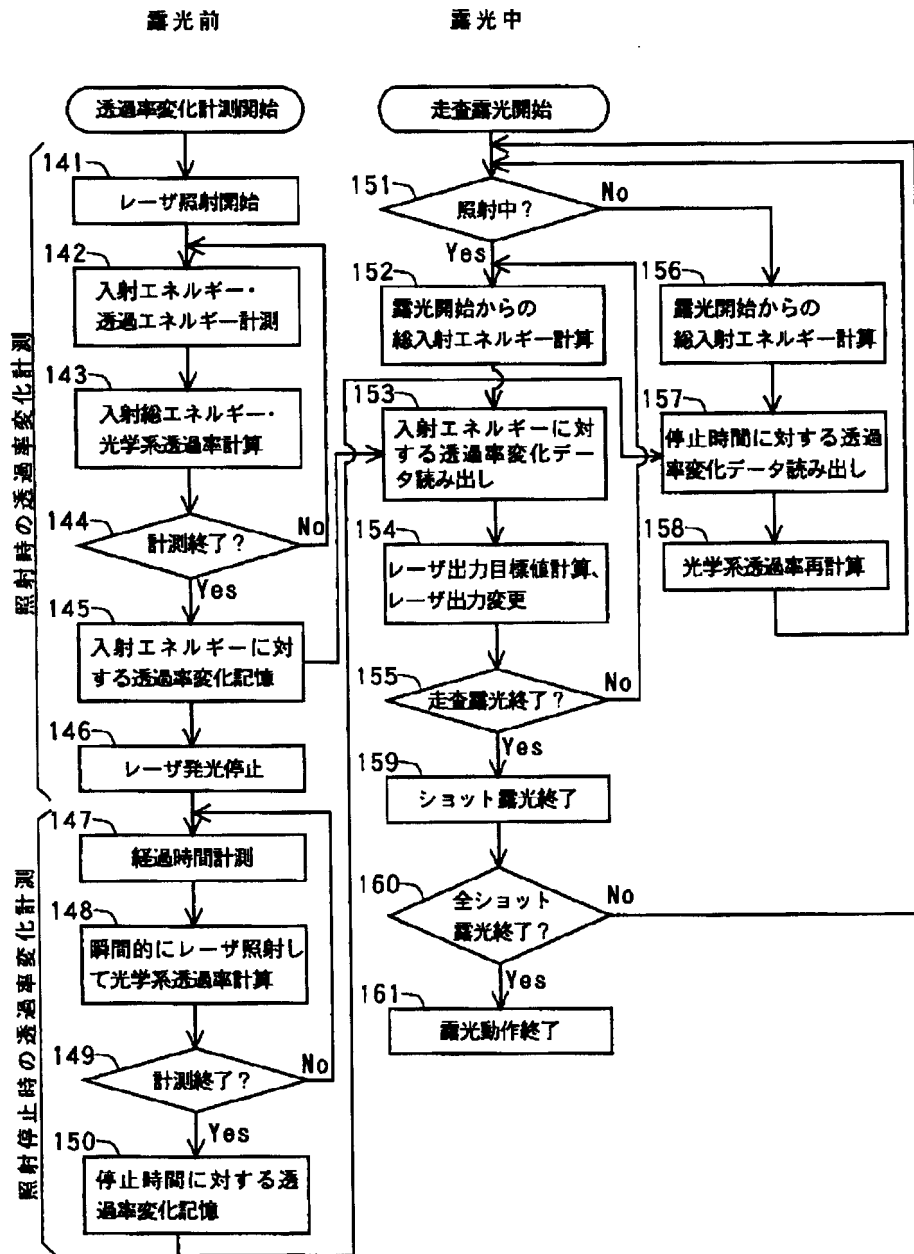 露光前
透過率変化計測開始
照射時の透過率変化計測
141
レーザ照射開始
142
入射エネルギー・
透過エネルギー計測
143
入射総エネルギー・
光学系透過率計算
144
計測終了？
No
Yes
145
入射エネルギーに対
する透過率変化記憶
146
レーザ発光停止
照射停止時の透過率変化計測
147
経過時間計測
148
瞬間的にレーザ照射し
て光学系透過率計算
149
計測終了？
No
Yes
150
停止時間に対する透
過率変化記憶
露光中
走査露光開始
151
照射中？
No
Yes
152
露光開始からの
総入射エネルギー計算
153
入射エネルギーに対
する透過率変化デー
タ読み出し
154
レーザ出力目標値計算、
レーザ出力変更
155
走査露光終了？
No
Yes
156
露光開始からの
総入射エネルギー計算
157
停止時間に対する透過
率変化データ読み出し
158
光学系透過率再計算
159
ショット露光終了
160
全ショット
露光終了？
No
Yes
161
露光動作終了